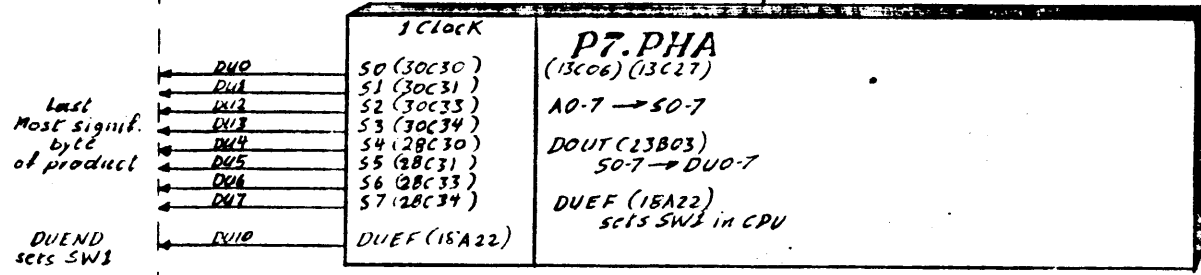 1 Clock
P7.PHA
DU0
S0 (30C30)
(13C06) (13C27)
DU1
S1 (30C31)
Last
DU2
S2 (30C33)
A0-7 → S0-7
Most signif.
DU3
S3 (30C34)
byte
DU4
S4 (28C30)
DOUT (23B03)
of product
DU5
S5 (28C31)
S0-7 → DU0-7
DU6
S6 (28C33)
DU7
S7 (28C34)
DUEF (18A22)
sets SW1 in CPU
DUEND
DU10
DUEF (18A22)
sets SW1